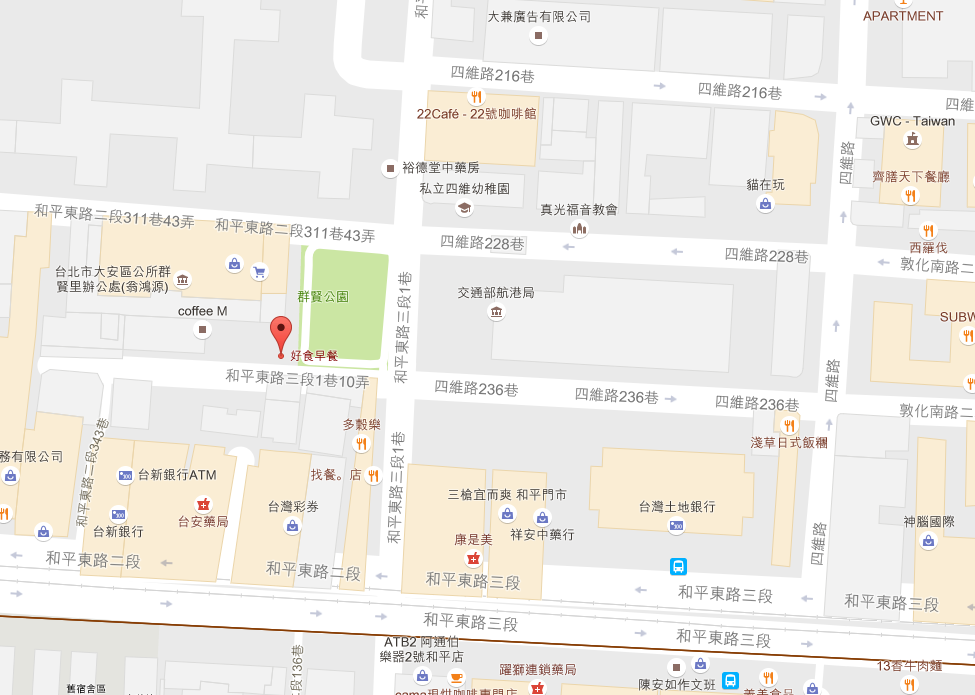 和
大兼廣告有限公司
APARTMENT
四維路216巷
四維路216巷
四維
22Café - 22號咖啡館
GWC - Taiwan
四維路
裕德堂中藥房
齊膳天下餐廳
私立四維幼稚園
貓在玩
真光福音教會
和平東路二段311巷43弄
和平東路二段311巷43弄
四維路228巷
四維路228巷
西羅伐
敦化南路二
台北市大安區公所群
賢里辦公處(翁鴻源)
群賢公園
交通部航港局
和平東路三段1巷
coffee M
SUBW
好食早餐
四維路
和平東路三段1巷10弄
四維路236巷
四維路236巷
四維路236巷
敦化南路二
多穀樂
淺草日式飯糰
和平東路二段343巷
務有限公司
台新銀行ATM
找餐。店
和平東路三段1巷
台灣彩券
三槍宜而爽 和平門市
台灣土地銀行
台安藥局
台新銀行
祥安中藥行
康是美
四維路
神腦國際
和平東路二段
和平東路二段
和平東路三段
和平東路三段
和平東路三段
和平東路三段
和平東路三段
ATB2 阿通伯
樂器2號和平店
躍獅連鎖藥局
13香牛肉麵
段136巷
舊宿舍區
陳安如作文班